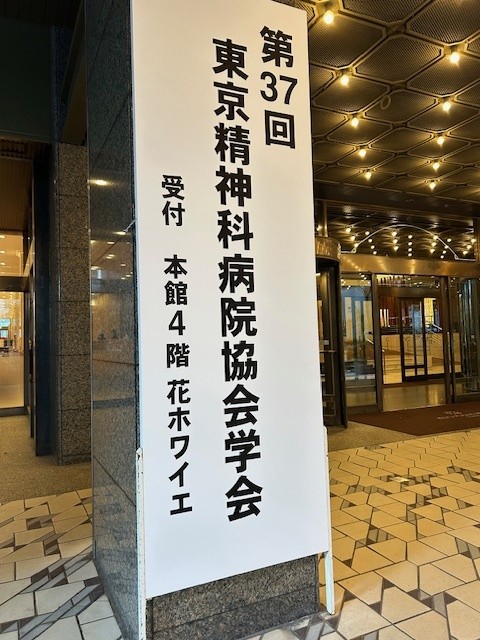 第37回
東京精神科病院協会学会
受付　本館4階 花ホワイエ